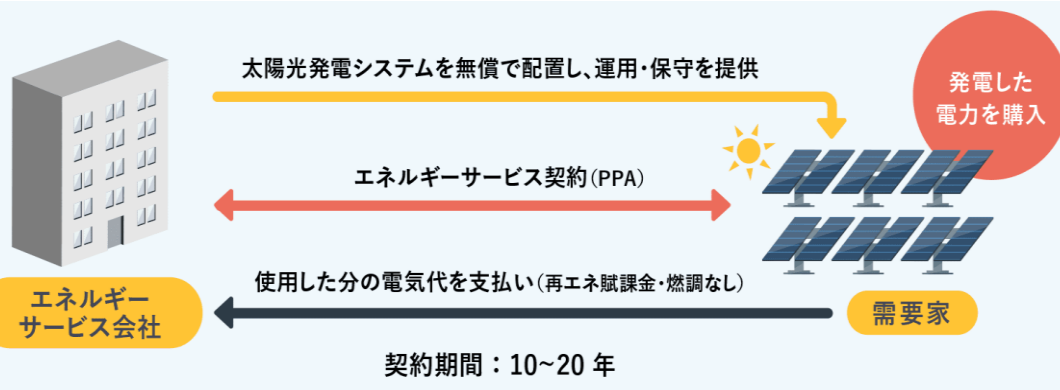 太陽光発電システムを無償で配置し、運用・保守を提供
発電した
電力を購入
エネルギーサービス契約(PPA)
使用した分の電気代を支払い(再エネ賦課金・燃調なし)
エネルギー
サービス会社
需要家
契約期間：10~20 年